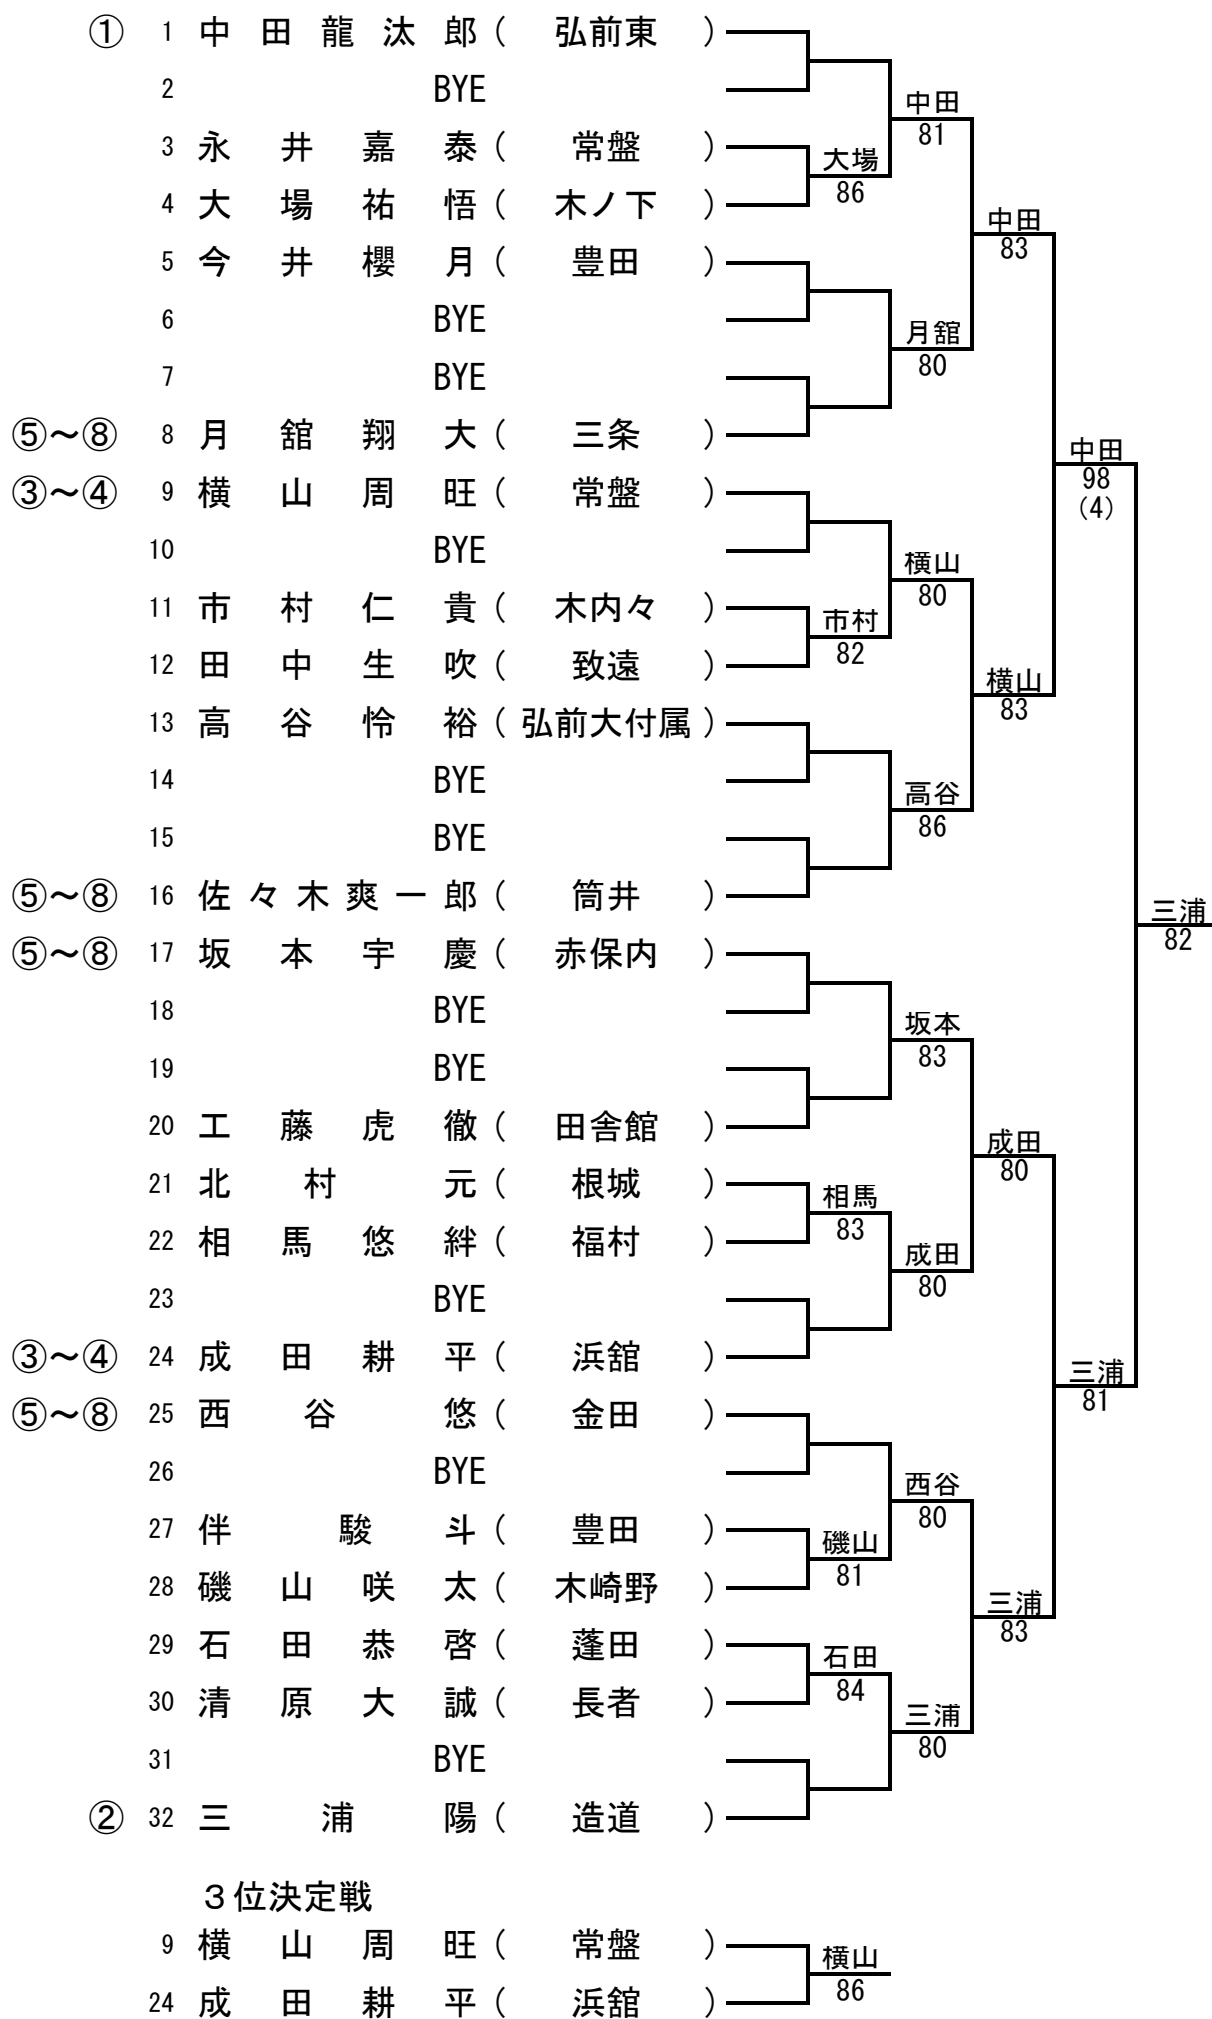 ① 1 中田龍汰郎 ( 弘前東 )
2 BYE
中田
81
3 永井嘉泰 ( 常盤 )
大場
86
4 大場祐悟 ( 木ノ下 )
中田
83
5 今井櫻月 ( 豊田 )
6 BYE
月舘
80
7 BYE
⑤～⑧ 8 月舘翔大 ( 三条 )
中田
98
(4)
③～④ 9 横山周旺 ( 常盤 )
10 BYE
横山
80
11 市村仁貴 ( 木内々 )
市村
82
12 田中生吹 ( 致遠 )
横山
83
13 高谷怜裕 ( 弘前大付属 )
14 BYE
高谷
86
15 BYE
⑤～⑧ 16 佐々木爽一郎 ( 筒井 )
三浦
82
⑤～⑧ 17 坂本宇慶 ( 赤保内 )
18 BYE
坂本
83
19 BYE
20 工藤虎徹 ( 田舎館 )
成田
80
21 北村元 ( 根城 )
相馬
83
22 相馬悠絆 ( 福村 )
成田
80
23 BYE
③～④ 24 成田耕平 ( 浜舘 )
三浦
81
⑤～⑧ 25 西谷悠 ( 金田 )
26 BYE
西谷
80
27 伴駿斗 ( 豊田 )
磯山
81
28 磯山咲太 ( 木崎野 )
三浦
83
29 石田恭啓 ( 蓬田 )
石田
84
30 清原大誠 ( 長者 )
三浦
80
31 BYE
② 32 三浦陽 ( 造道 )
３位決定戦
9 横山周旺 ( 常盤 )
横山
86
24 成田耕平 ( 浜舘 )